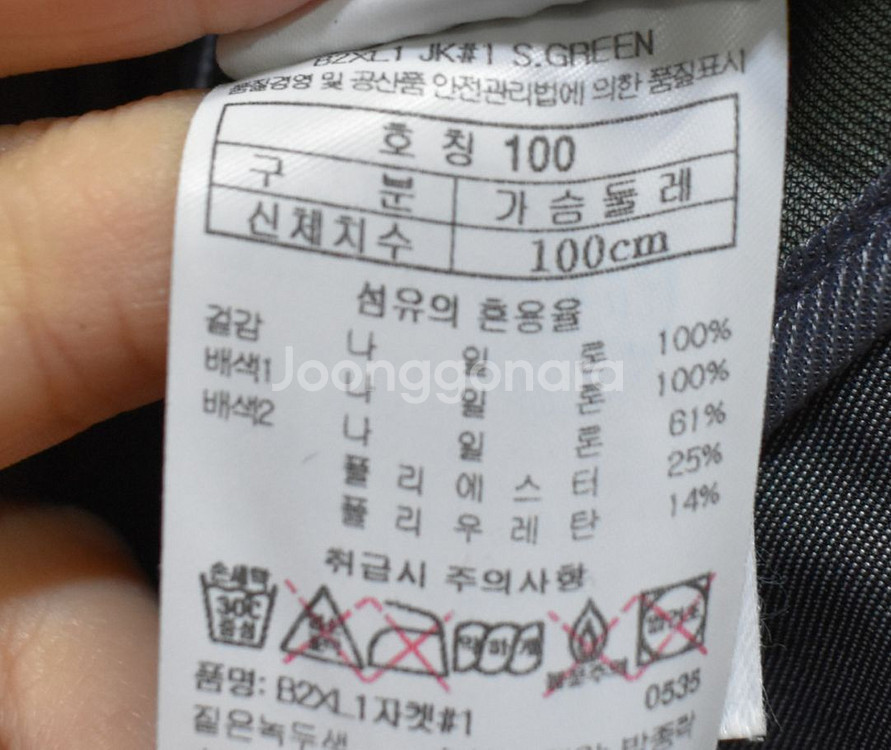 B2XL1 JK#1 S.GREEN
품질경영 및 공산품 안전관리법에 의한 품질표시
호 칭 100
구 분 가 슴 둘 레
신체치수 100cm
섬유의 혼용율
겉감 나 일 론 100%
배색1 나 일 론 100%
배색2 나 일 론 61%
폴 리 에 스 터 25%
폴 리 우 레 탄 14%
Joonggonara
취급시 주의사항
손세탁
30℃
중성
품명: B2XL1자켓#1 0535
짙은녹두색